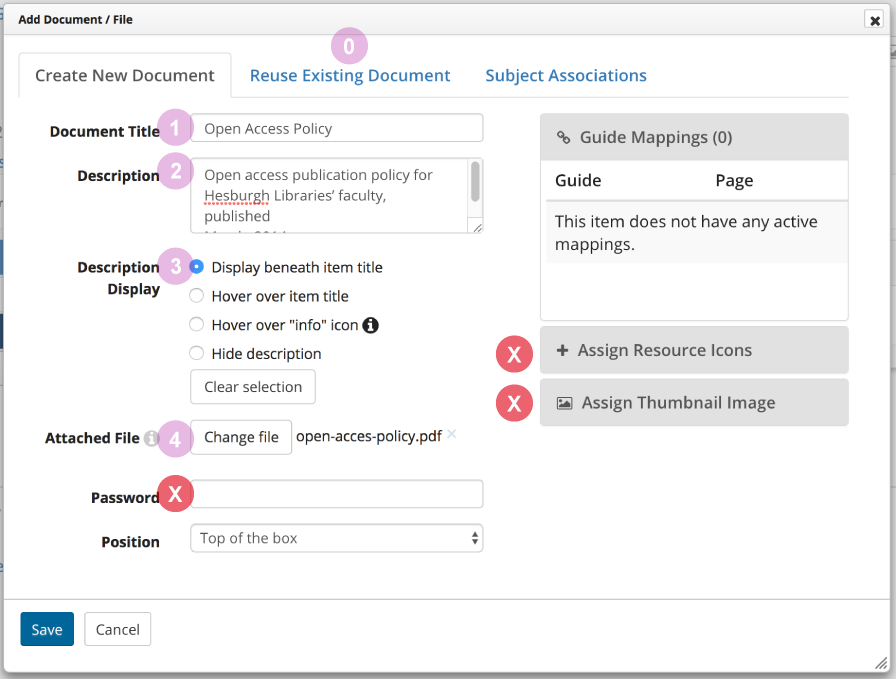 Add Document / File
0
Create New Document
Reuse Existing Document
Subject Associations
Document Title 1 Open Access Policy
Description 2 Open access publication policy for
Hesburgh Libraries’ faculty,
published
Description 3 Display beneath item title
Display
Hover over item title
Hover over "info" icon i
Hide description
Clear selection
Attached File i 4 Change file open-acces-policy.pdf ×
Password X
Position Top of the box
Guide Mappings (0)
Guide Page
This item does not have any active
mappings.
X Assign Resource Icons
X Assign Thumbnail Image
Save Cancel